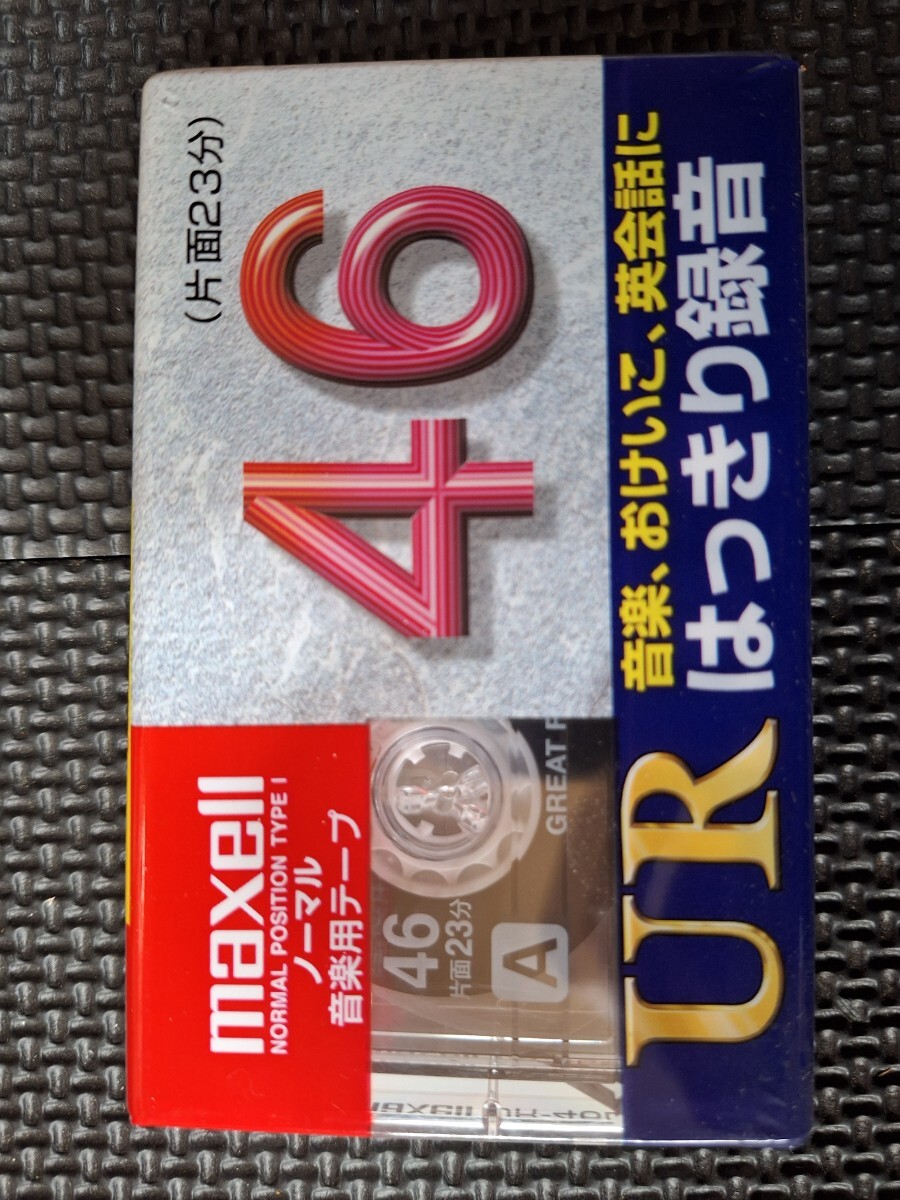 maxell
NORMAL POSITION TYPE I
ノーマル
音楽用テープ
(片面23分)
46
46
片面23分
A
GREAT
UR
音楽、おけいこ、英会話に
はっきり録音